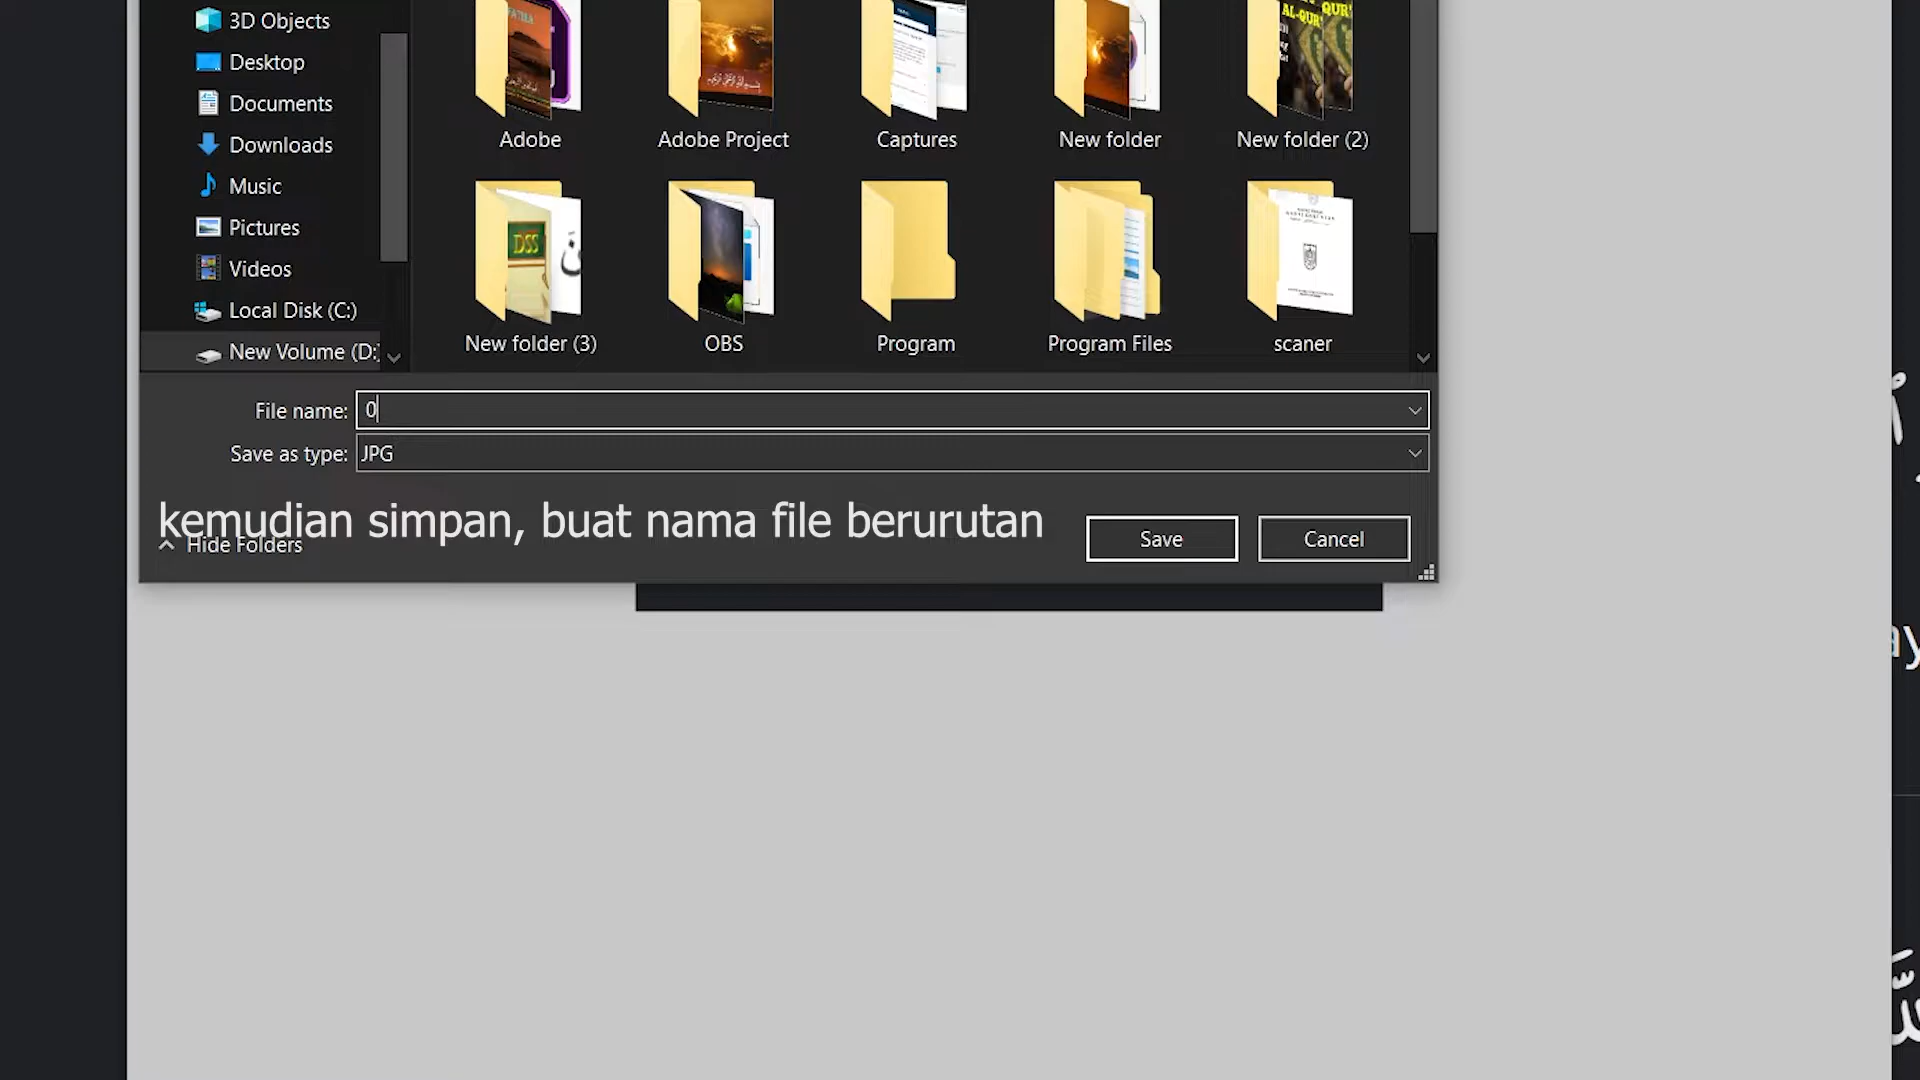 3D Objects
Desktop
Documents
Downloads
Music
Pictures
Videos
Local Disk (C:)
New Volume (D:)
Adobe
Adobe Project
Captures
New folder
New folder (2)
New folder (3)
OBS
Program
Program Files
scaner
DSS
File name: 0
Save as type: JPG
kemudian simpan, buat nama file berurutan
Hide Folders
Save
Cancel